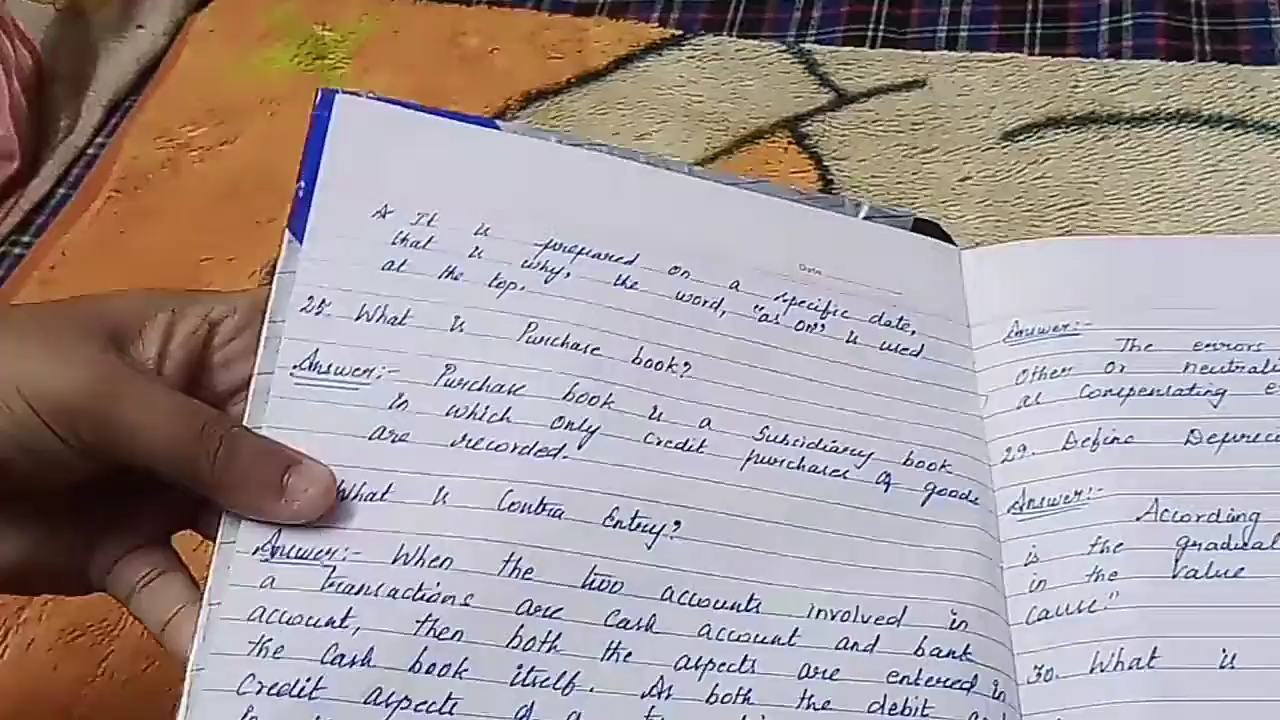 * It is prepared on a specific date,
that is why, the word, "as on" is used
at the top.
Date
25. What is Purchase book?
Answer:- Purchase book is a Subsidiary book
in which only credit purchases of goods
are recorded.
What is Contra Entry?
Answer:- When the two accounts involved in
a transactions are cash account and bank
account, then both the aspects are entered in
the cash book itself. As both the debit and
credit aspects of a
Answer:-
The errors
other or
as Compensating
29. Define
Answer:-
According
is the gradual
in the value
cause."
30. What is